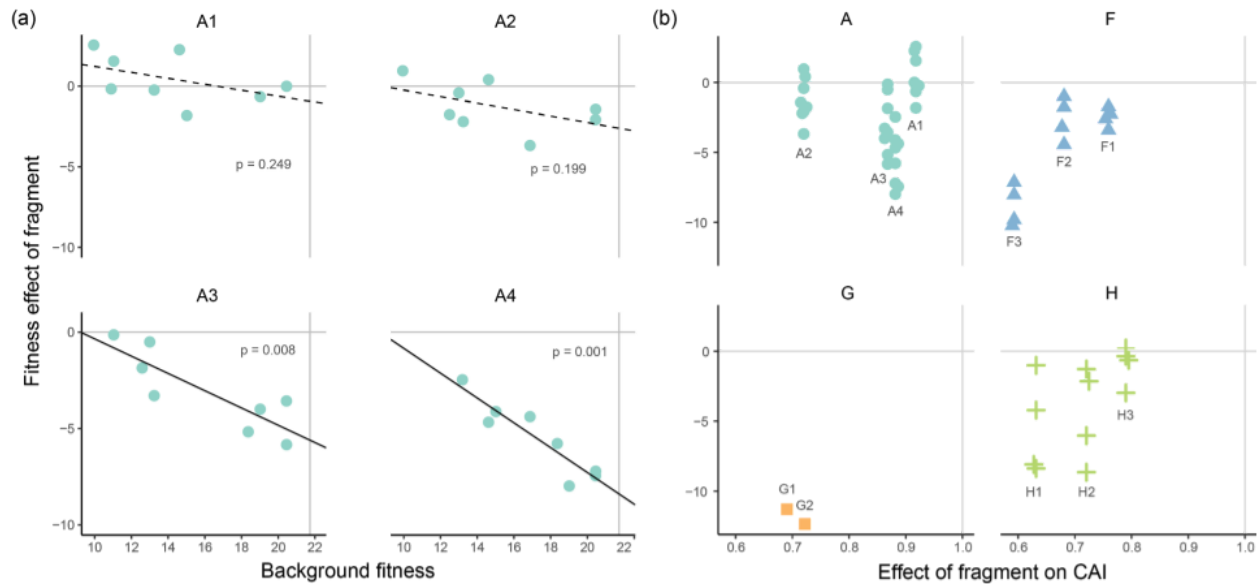 (a)
A1
A2
0
−5
−10
p = 0.249
p = 0.199
A3
A4
0
−5
−10
p = 0.008
p = 0.001
10 12 14 16 18 20 22
10 12 14 16 18 20 22
Fitness effect of fragment
Background fitness
(b)
A
F
0
−5
−10
A2
A3
A4
A1
F3
F2
F1
G
H
0
−5
−10
G1
G2
H1
H2
H3
0.6 0.7 0.8 0.9 1.0
0.6 0.7 0.8 0.9 1.0
Effect of fragment on CAI